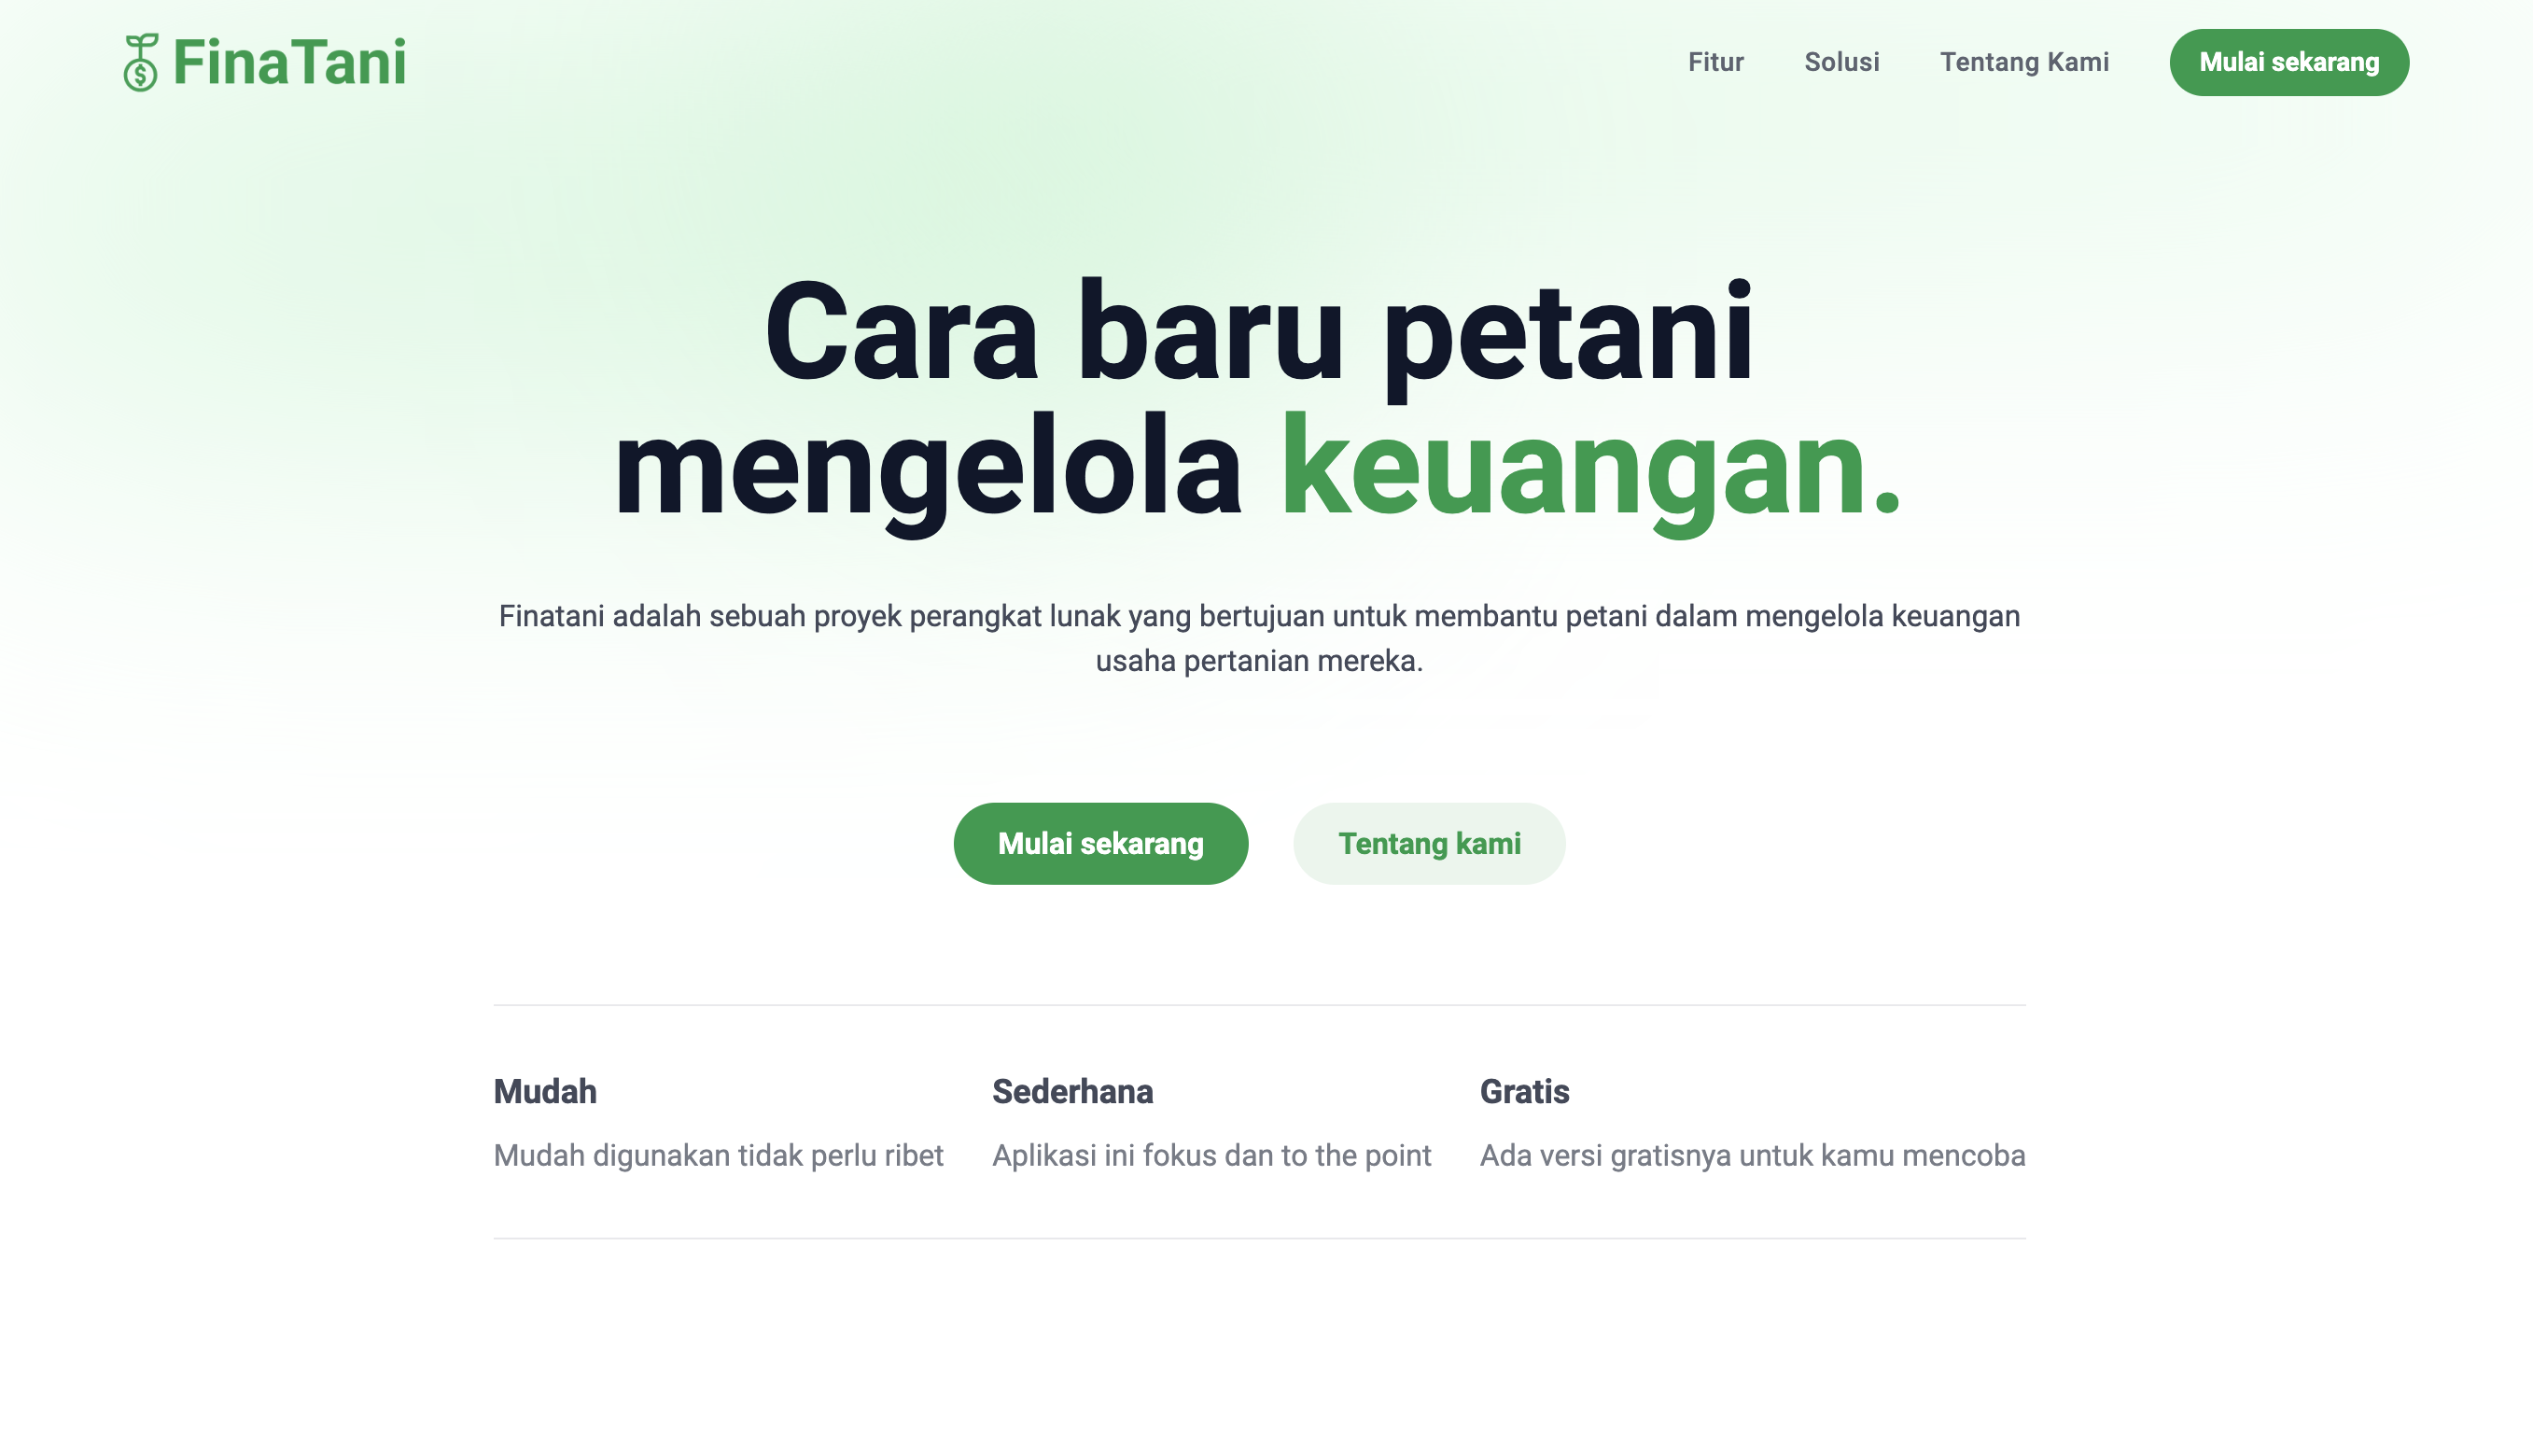 FinaTani
Fitur
Solusi
Tentang Kami
Mulai sekarang
Cara baru petani
mengelola keuangan.
Finatani adalah sebuah proyek perangkat lunak yang bertujuan untuk membantu petani dalam mengelola keuangan
usaha pertanian mereka.
Mulai sekarang
Tentang kami
Mudah
Mudah digunakan tidak perlu ribet
Sederhana
Aplikasi ini fokus dan to the point
Gratis
Ada versi gratisnya untuk kamu mencoba